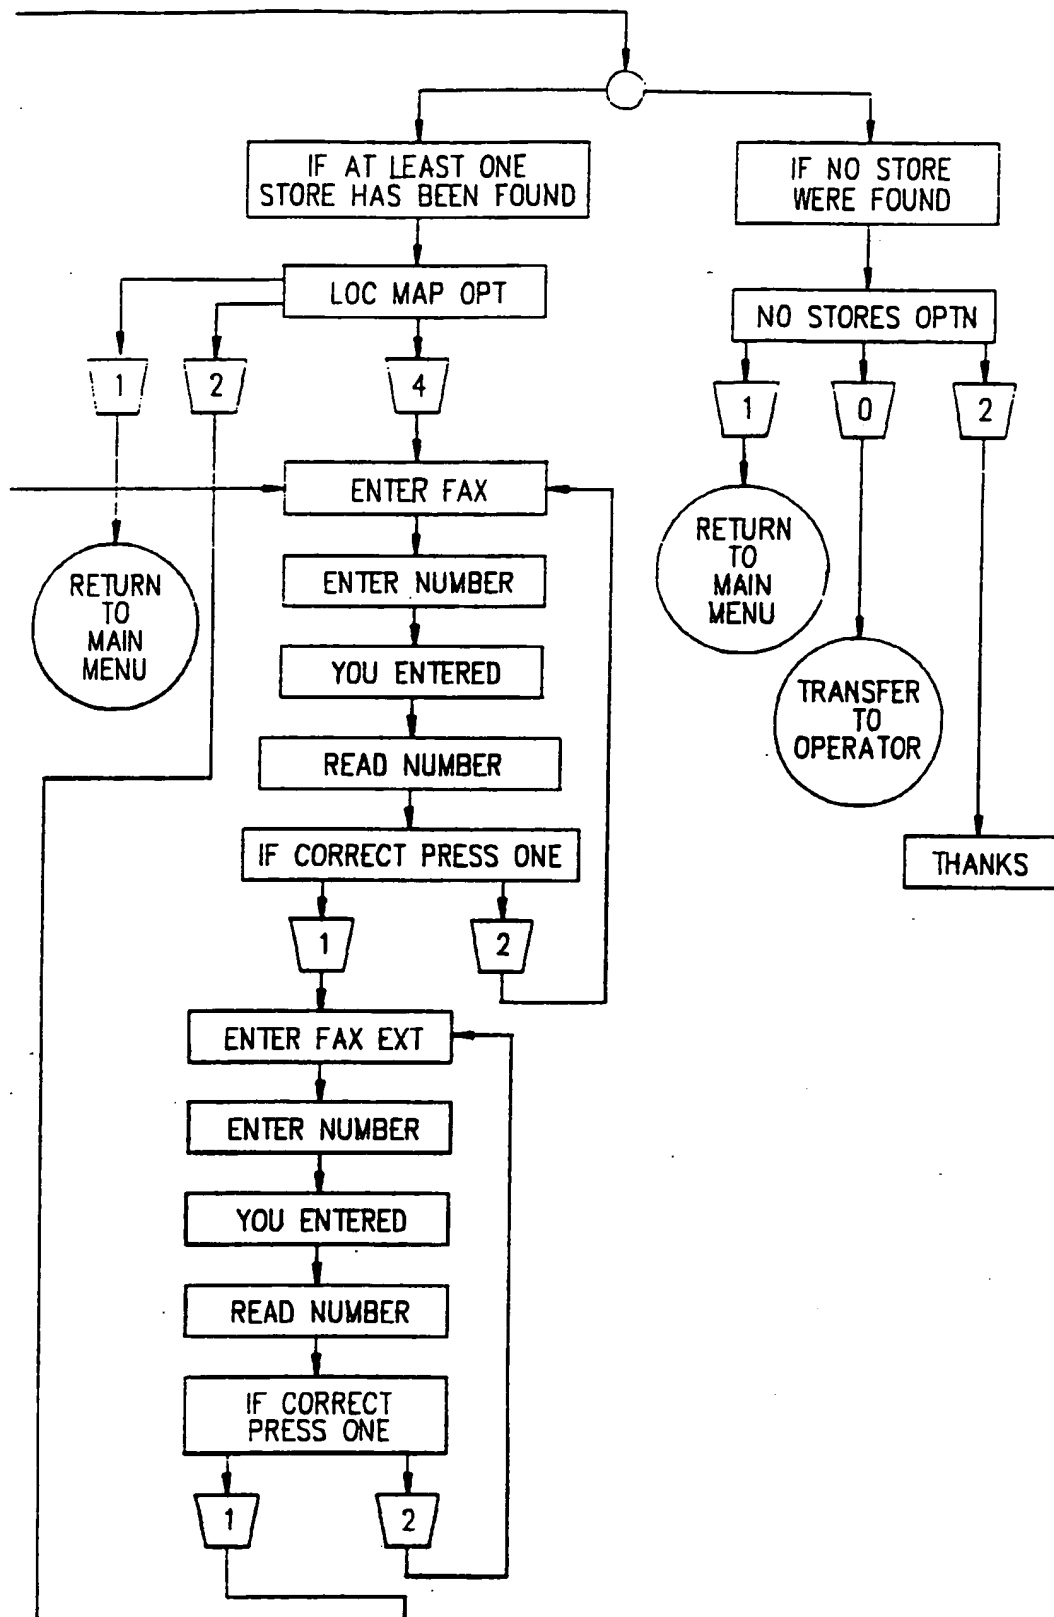 IF AT LEAST ONE
STORE HAS BEEN FOUND
IF NO STORE
WERE FOUND
LOC MAP OPT
NO STORES OPTN
1
2
4
1
0
2
ENTER FAX
RETURN
TO
MAIN
MENU
RETURN
TO
MAIN
MENU
ENTER NUMBER
YOU ENTERED
TRANSFER
TO
OPERATOR
READ NUMBER
IF CORRECT PRESS ONE
THANKS
1
2
ENTER FAX EXT
ENTER NUMBER
YOU ENTERED
READ NUMBER
IF CORRECT
PRESS ONE
1
2